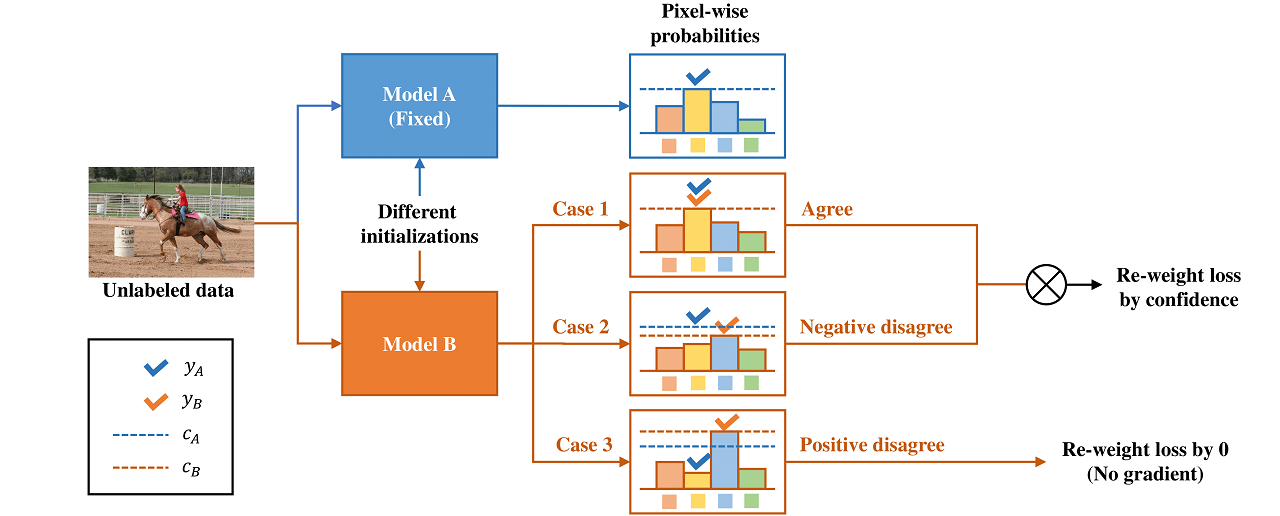 Pixel-wise
probabilities
Model A
(Fixed)
Different
initializations
Unlabeled data
Model B
Case 1
Agree
Case 2
Negative disagree
Case 3
Positive disagree
Re-weight loss
by confidence
Re-weight loss by 0
(No gradient)
y_A
y_B
c_A
c_B